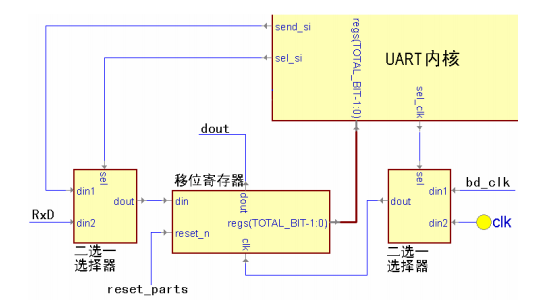 send_si
regs(TOTAL_BIT-1:0)
UART内核
sel_si
sel_clk
dout
移位寄存器
sel
din1
dout
din2
RxD
二选一
选择器
din
dout
regs(TOTAL_BIT-1:0)
reset_n
clk
reset_parts
sel
din1
dout
din2
bd_clk
clk
二选一
选择器